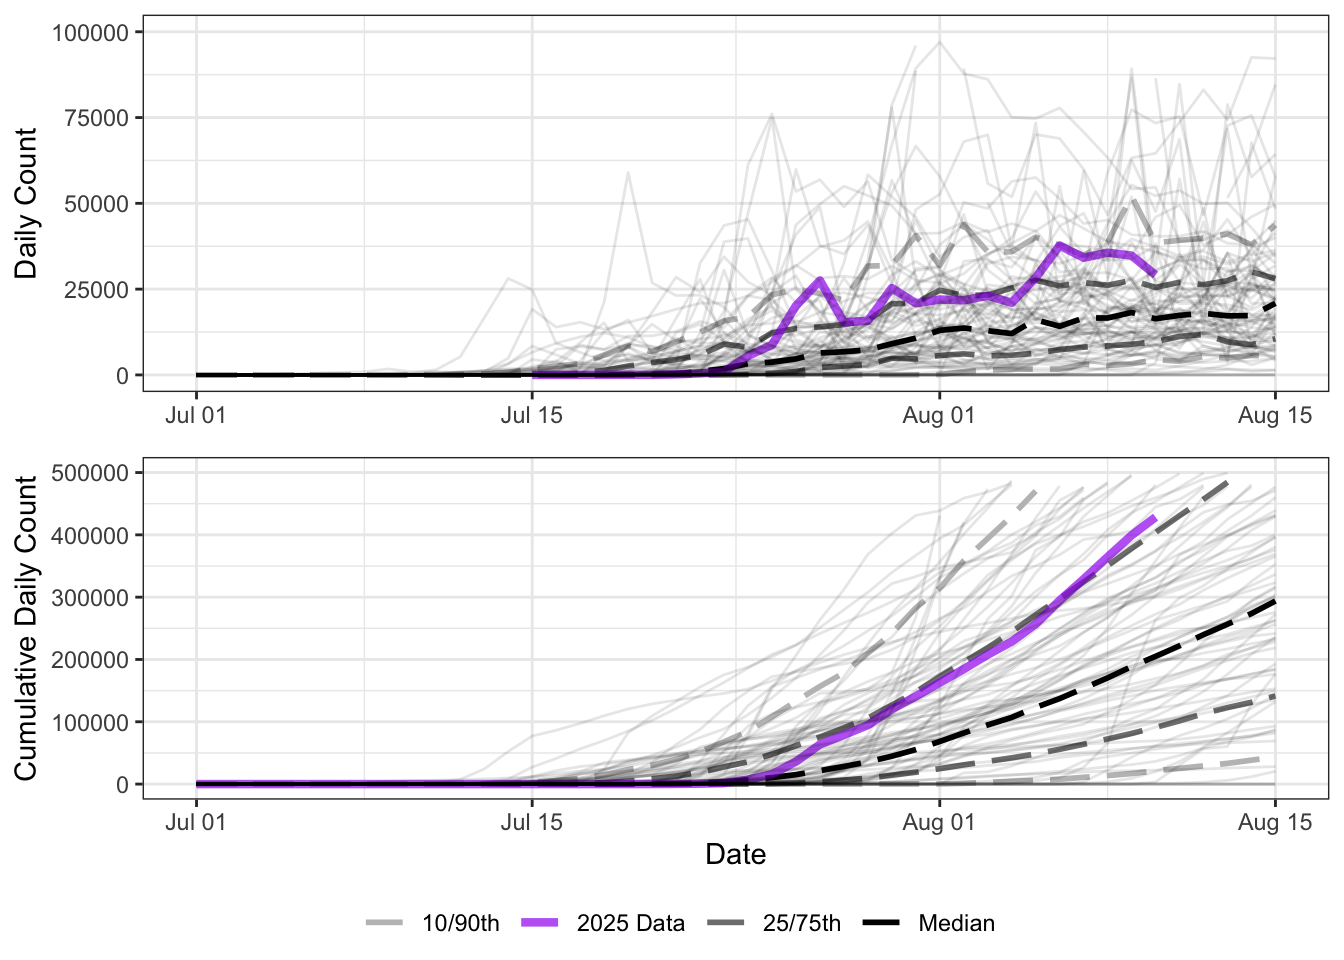 Daily Count
100000
75000
50000
25000
0
Jul 01 Jul 15 Aug 01 Aug 15
Cumulative Daily Count
500000
400000
300000
200000
100000
0
Jul 01 Jul 15 Aug 01 Aug 15
Date
10/90th 2025 Data 25/75th Median